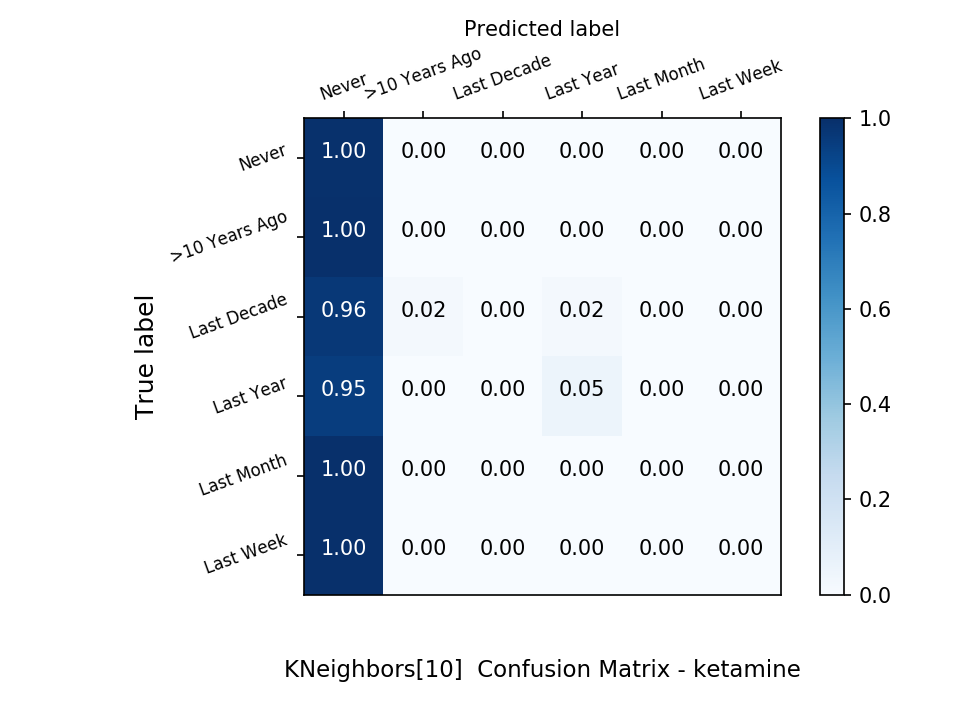 Predicted label
Never >10 Years Ago Last Decade Last Year Last Month Last Week
True label
Never 1.00 0.00 0.00 0.00 0.00 0.00
>10 Years Ago 1.00 0.00 0.00 0.00 0.00 0.00
Last Decade 0.96 0.02 0.00 0.02 0.00 0.00
Last Year 0.95 0.00 0.00 0.05 0.00 0.00
Last Month 1.00 0.00 0.00 0.00 0.00 0.00
Last Week 1.00 0.00 0.00 0.00 0.00 0.00
1.0
0.8
0.6
0.4
0.2
0.0
KNeighbors[10]  Confusion Matrix - ketamine